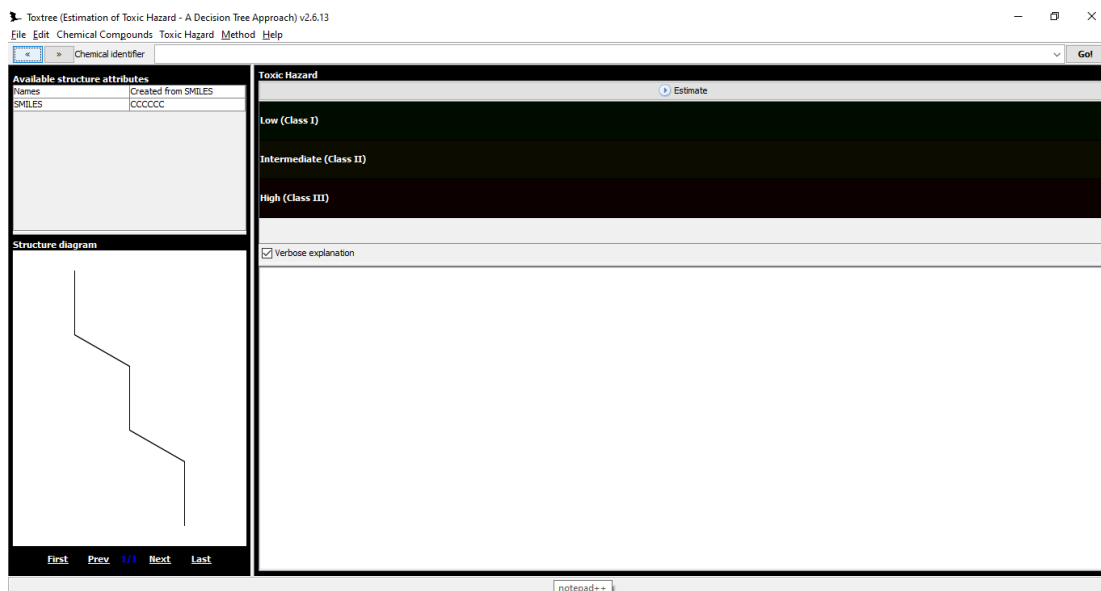 Toxtree (Estimation of Toxic Hazard - A Decision Tree Approach) v2.6.13
File Edit Chemical Compounds Toxic Hazard Method Help
« » Chemical identifier Go!
Available structure attributes
Names Created from SMILES
SMILES CCCCCC
Structure diagram
First Prev 1/1 Next Last
Toxic Hazard
Estimate
Low (Class I)
Intermediate (Class II)
High (Class III)
Verbose explanation
notepad++